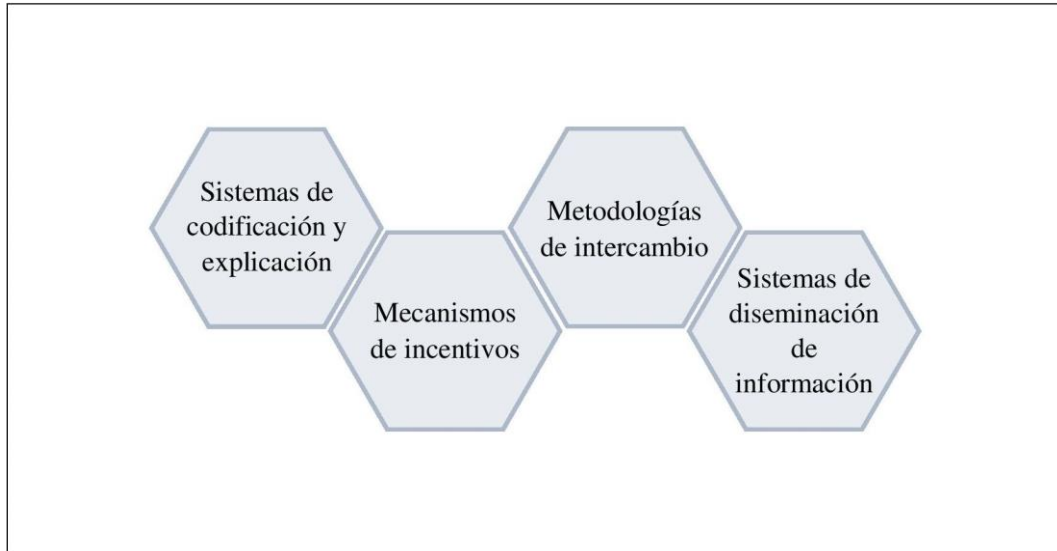 Sistemas de
codificación y
explicación
Mecanismos
de incentivos
Metodologías
de intercambio
Sistemas de
diseminación
de
información